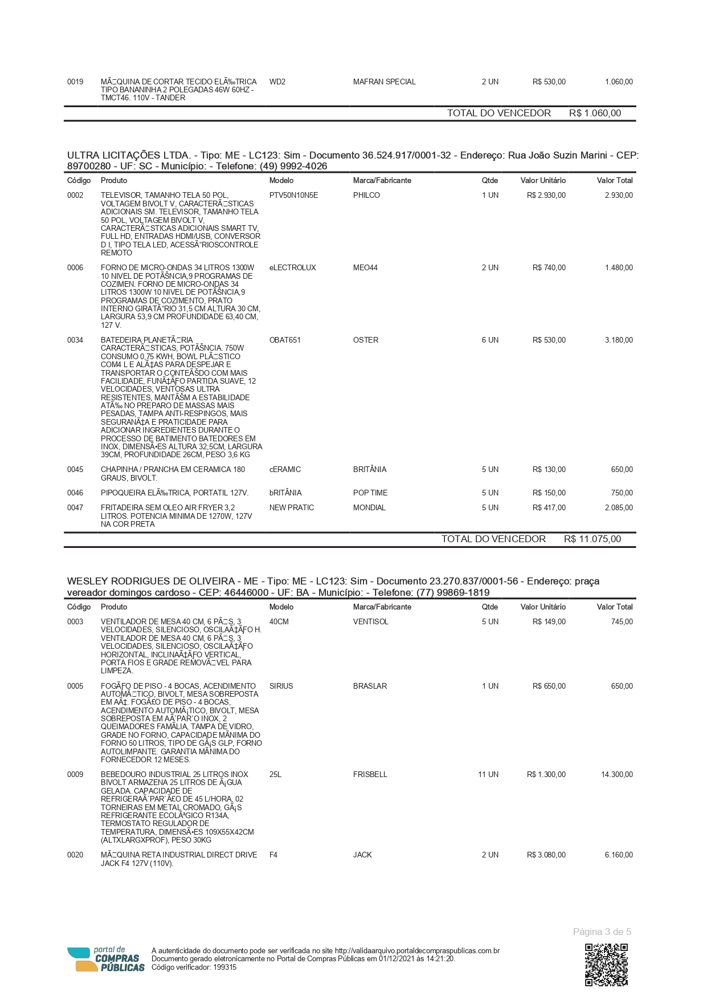 0019 MÃ□QUINA DE CORTAR TECIDO ELÃ‰TRICA WD2 MAFRAN SPECIAL 2 UN R$ 530,00 1.060,00
TIPO BANANINHA 2 POLEGADAS 46W 60HZ -
TMCT46. 110V - TANDER
TOTAL DO VENCEDOR R$ 1.060,00
ULTRA LICITAÇÕES LTDA. - Tipo: ME - LC123: Sim - Documento 36.524.917/0001-32 - Endereço: Rua João Suzin Marini - CEP:
89700280 - UF: SC - Município: - Telefone: (49) 9992-4026
Código Produto Modelo Marca/Fabricante Qtde Valor Unitário Valor Total
0002 TELEVISOR, TAMANHO TELA 50 POL, PTV50N10N5E PHILCO 1 UN R$ 2.930,00 2.930,00
VOLTAGEM BIVOLT V, CARACTERÃ□STICAS
ADICIONAIS SM. TELEVISOR, TAMANHO TELA
50 POL, VOLTAGEM BIVOLT V,
CARACTERÃ□STICAS ADICIONAIS SMART TV,
FULL HD, ENTRADAS HDMI/USB, CONVERSOR
D I, TIPO TELA LED, ACESSÃ“RIOSCONTROLE
REMOTO
0006 FORNO DE MICRO-ONDAS 34 LITROS 1300W eLECTROLUX MEO44 2 UN R$ 740,00 1.480,00
10 NIVEL DE POTÃŠNCIA,9 PROGRAMAS DE
COZIMEN. FORNO DE MICRO-ONDAS 34
LITROS 1300W 10 NIVEL DE POTÃŠNCIA,9
PROGRAMAS DE COZIMENTO, PRATO
INTERNO GIRATÃ“RIO 31,5 CM ALTURA 30 CM,
LARGURA 53,9 CM PROFUNDIDADE 63,40 CM,
127 V.
0034 BATEDEIRA PLANETÃ□RIA OBAT651 OSTER 6 UN R$ 530,00 3.180,00
CARACTERÃ□STICAS, POTÃŠNCIA. 750W
CONSUMO 0,75 KWH, BOWL PLÃ□STICO
COM4 L E ALÃ‡AS PARA DESPEJAR E
TRANSPORTAR O CONTEÃŠDO COM MAIS
FACILIDADE, FUNÃ‡ÃƑO PARTIDA SUAVE, 12
VELOCIDADES, VENTOSAS ULTRA
RESISTENTES, MANTÃŠM A ESTABILIDADE
ATÃ‰ NO PREPARO DE MASSAS MAIS
PESADAS, TAMPA ANTI-RESPINGOS, MAIS
SEGURANÃ‡A E PRATICIDADE PARA
ADICIONAR INGREDIENTES DURANTE O
PROCESSO DE BATIMENTO BATEDORES EM
INOX, DIMENSÃ•ES ALTURA 32,5CM, LARGURA
39CM, PROFUNDIDADE 26CM, PESO 3,6 KG
0045 CHAPINHA / PRANCHA EM CERAMICA 180 cERAMIC BRITÂNIA 5 UN R$ 130,00 650,00
GRAUS, BIVOLT.
0046 PIPOQUEIRA ELÃ‰TRICA, PORTATIL 127V. bRITÂNIA POP TIME 5 UN R$ 150,00 750,00
0047 FRITADEIRA SEM OLEO AIR FRYER 3,2 NEW PRATIC MONDIAL 5 UN R$ 417,00 2.085,00
LITROS. POTENCIA MINIMA DE 1270W, 127V
NA COR PRETA
TOTAL DO VENCEDOR R$ 11.075,00
WESLEY RODRIGUES DE OLIVEIRA - ME - Tipo: ME - LC123: Sim - Documento 23.270.837/0001-56 - Endereço: praça
vereador domingos cardoso - CEP: 46446000 - UF: BA - Município: - Telefone: (77) 99869-1819
Código Produto Modelo Marca/Fabricante Qtde Valor Unitário Valor Total
0003 VENTILADOR DE MESA 40 CM, 6 PÃ□S, 3 40CM VENTISOL 5 UN R$ 149,00 745,00
VELOCIDADES, SILENCIOSO, OSCILAÃ‡ÃƑO H.
VENTILADOR DE MESA 40 CM, 6 PÃ□S, 3
VELOCIDADES, SILENCIOSO, OSCILAÃ‡ÃƑO
HORIZONTAL, INCLINAÃ‡ÃƑO VERTICAL,
PORTA FIOS E GRADE REMOVÃ□VEL PARA
LIMPEZA.
0005 FOGÃƑO DE PISO - 4 BOCAS, ACENDIMENTO SIRIUS BRASLAR 1 UN R$ 650,00 650,00
AUTOMÃ□TICO, BIVOLT, MESA SOBREPOSTA
EM AÃ‡. FOGÃ£O DE PISO - 4 BOCAS,
ACENDIMENTO AUTOMÃ¡TICO, BIVOLT, MESA
SOBREPOSTA EM AÃ`PAR`O INOX, 2
QUEIMADORES FAMÃLIA, TAMPA DE VIDRO,
GRADE NO FORNO, CAPACIDADE MÃNIMA DO
FORNO 50 LITROS, TIPO DE GÃ¡S GLP, FORNO
AUTOLIMPANTE. GARANTIA MÃNIMA DO
FORNECEDOR 12 MESES.
0009 BEBEDOURO INDUSTRIAL 25 LITROS INOX 25L FRISBELL 11 UN R$ 1.300,00 14.300,00
BIVOLT ARMAZENA 25 LITROS DE Ã¡GUA
GELADA. CAPACIDADE DE
REFRIGERAÃ`PAR`Ã£O DE 45 L/HORA, 02
TORNEIRAS EM METAL CROMADO, GÃ¡S
REFRIGERANTE ECOLÃ³GICO R134A,
TERMOSTATO REGULADOR DE
TEMPERATURA, DIMENSÃ•ES 109X55X42CM
(ALTXLARGXPROF), PESO 30KG
0020 MÃ□QUINA RETA INDUSTRIAL DIRECT DRIVE F4 JACK 2 UN R$ 3.080,00 6.160,00
JACK F4 127V (110V).
Página 3 de 5
portal de
COMPRAS
PÚBLICAS
A autenticidade do documento pode ser verificada no site http://validaarquivo.portaldecompraspublicas.com.br
Documento gerado eletronicamente no Portal de Compras Públicas em 01/12/2021 às 14:21:20.
Código verificador: 199315